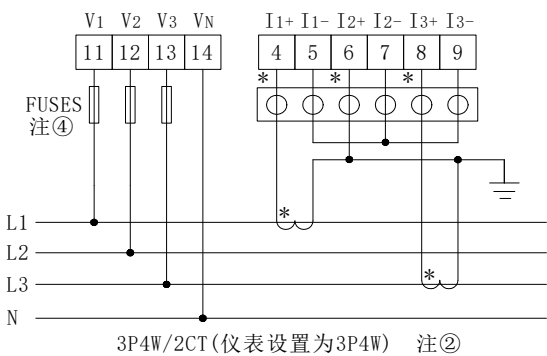 V1 V2 V3 VN I1+ I1- I2+ I2- I3+ I3-
11 12 13 14 4 5 6 7 8 9
* * *
FUSES
注④
*
L1
L2
L3 *
N
3P4W/2CT(仪表设置为3P4W) 注②